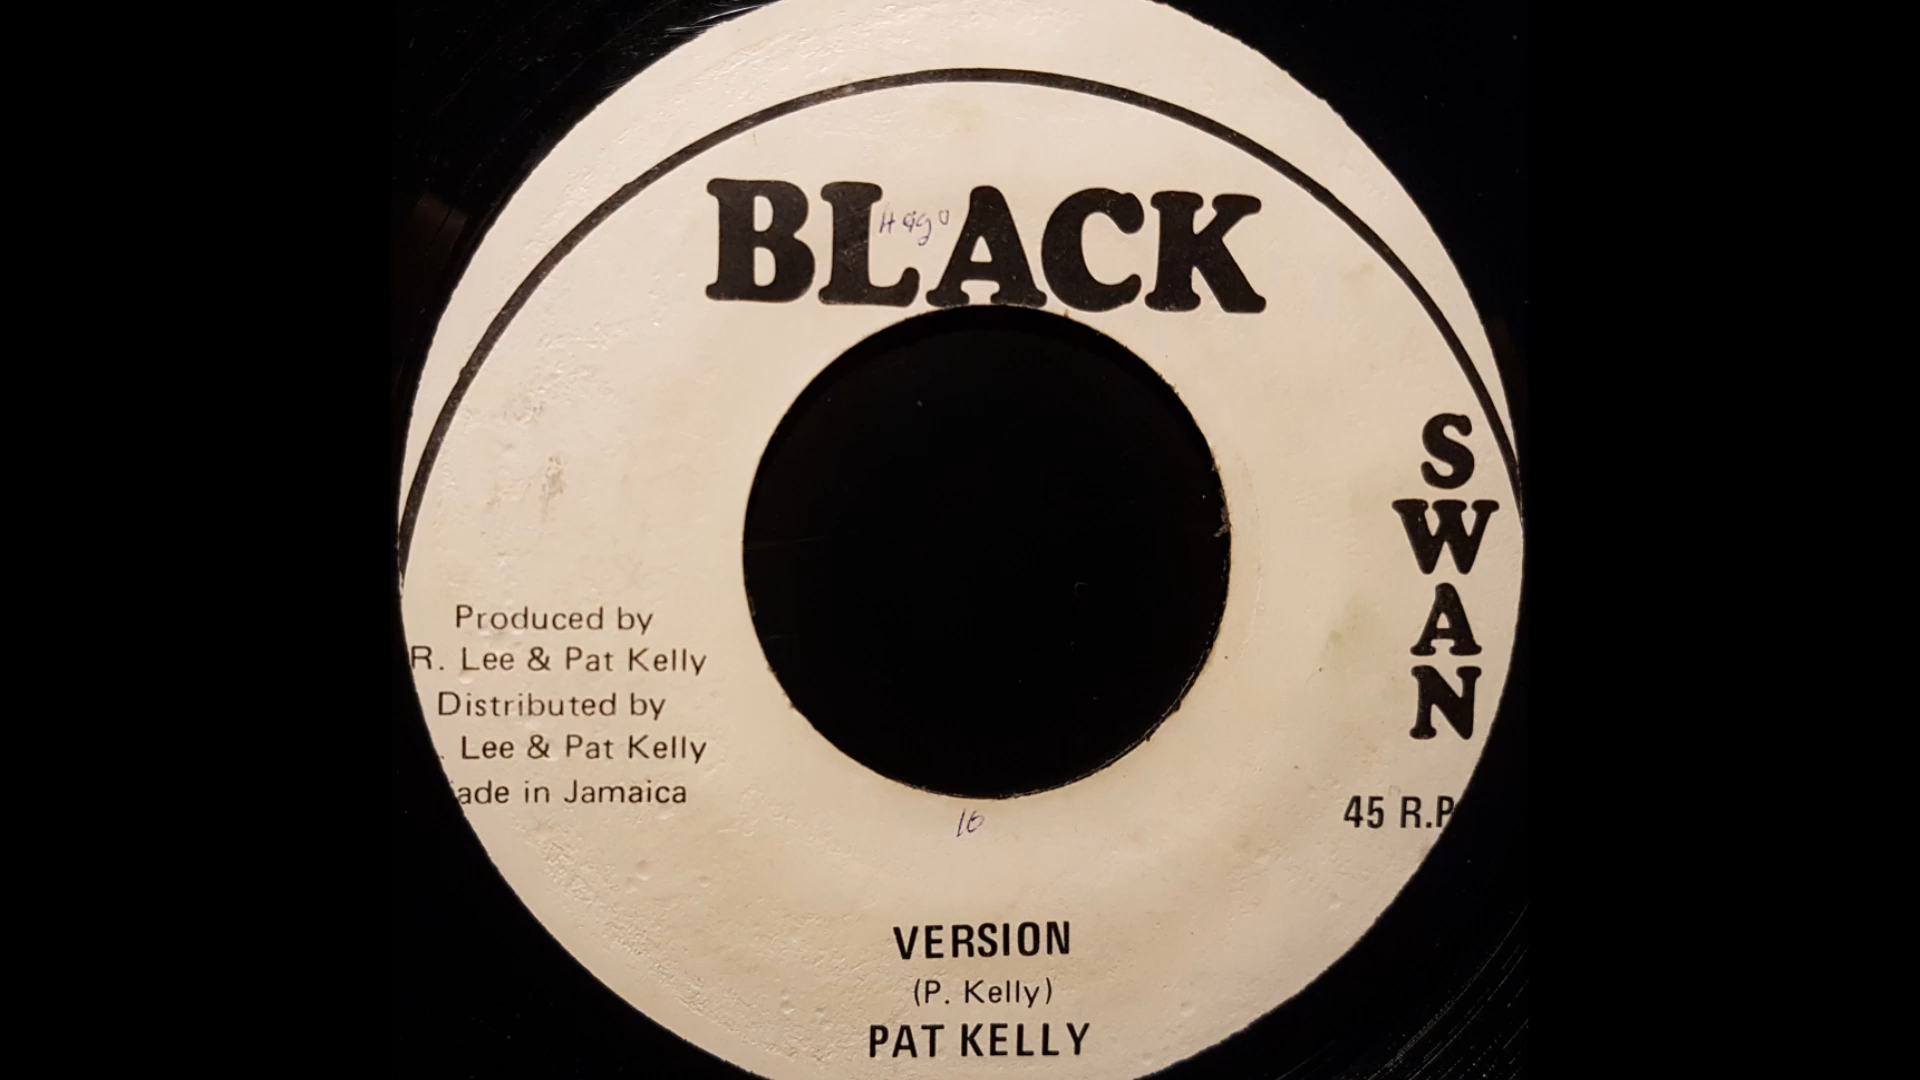 BLACK
SWAN
Produced by
R. Lee & Pat Kelly
Distributed by
. Lee & Pat Kelly
ade in Jamaica
45 R.P
16
VERSION
(P. Kelly)
PAT KELLY